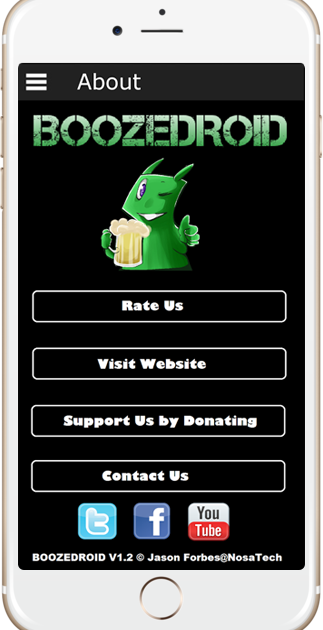 About
BOOZEDROID
Rate Us
Visit Website
Support Us by Donating
Contact Us
t f You Tube
BOOZEDROID V1.2 © Jason Forbes@NosaTech